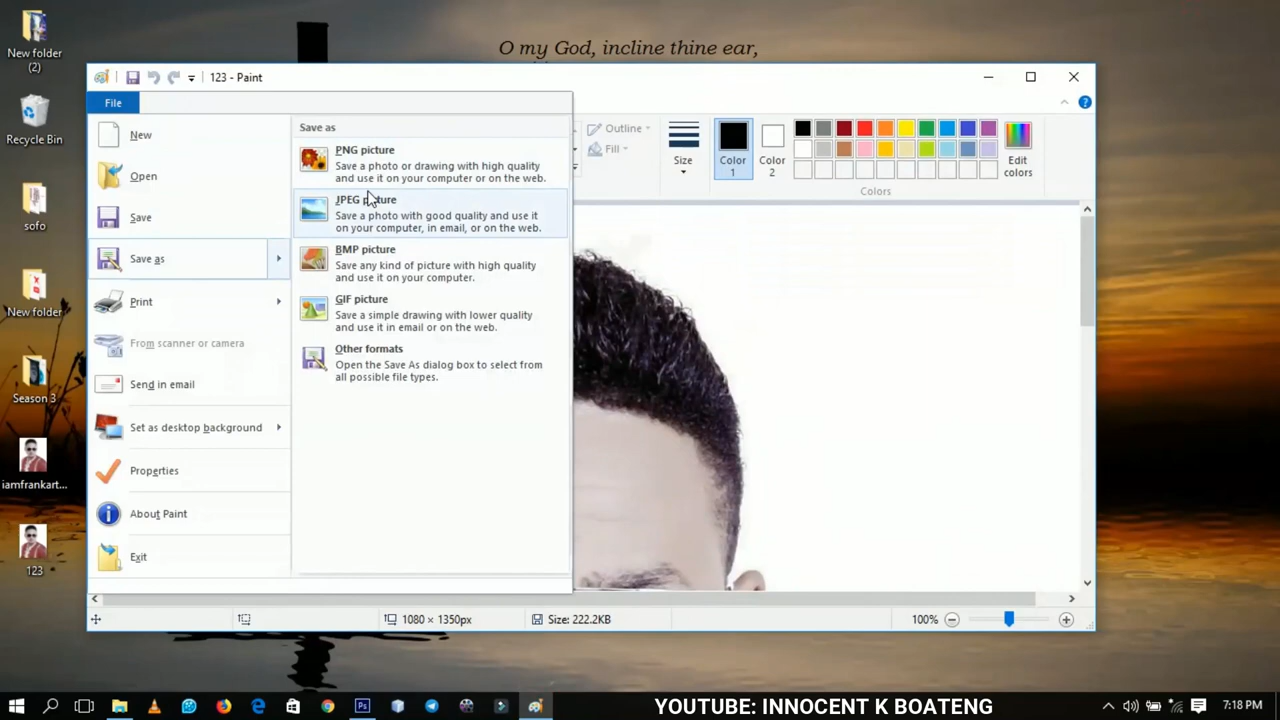 O my God, incline thine ear,
New folder
(2)
123 - Paint
File
Recycle Bin
New
Open
Save
Save as
Print
From scanner or camera
Send in email
Set as desktop background
Properties
About Paint
Exit
Save as
PNG picture
Save a photo or drawing with high quality
and use it on your computer or on the web.
JPEG picture
Save a photo with good quality and use it
on your computer, in email, or on the web.
BMP picture
Save any kind of picture with high quality
and use it on your computer.
GIF picture
Save a simple drawing with lower quality
and use it in email or on the web.
Other formats
Open the Save As dialog box to select from
all possible file types.
Outline
Fill
Size
Color
1
Color
2
Edit
colors
Colors
sofo
New folder
Season 3
iamfrankart...
123
1080 × 1350px
Size: 222.2KB
100%
YOUTUBE: INNOCENT K BOATENG
7:18 PM